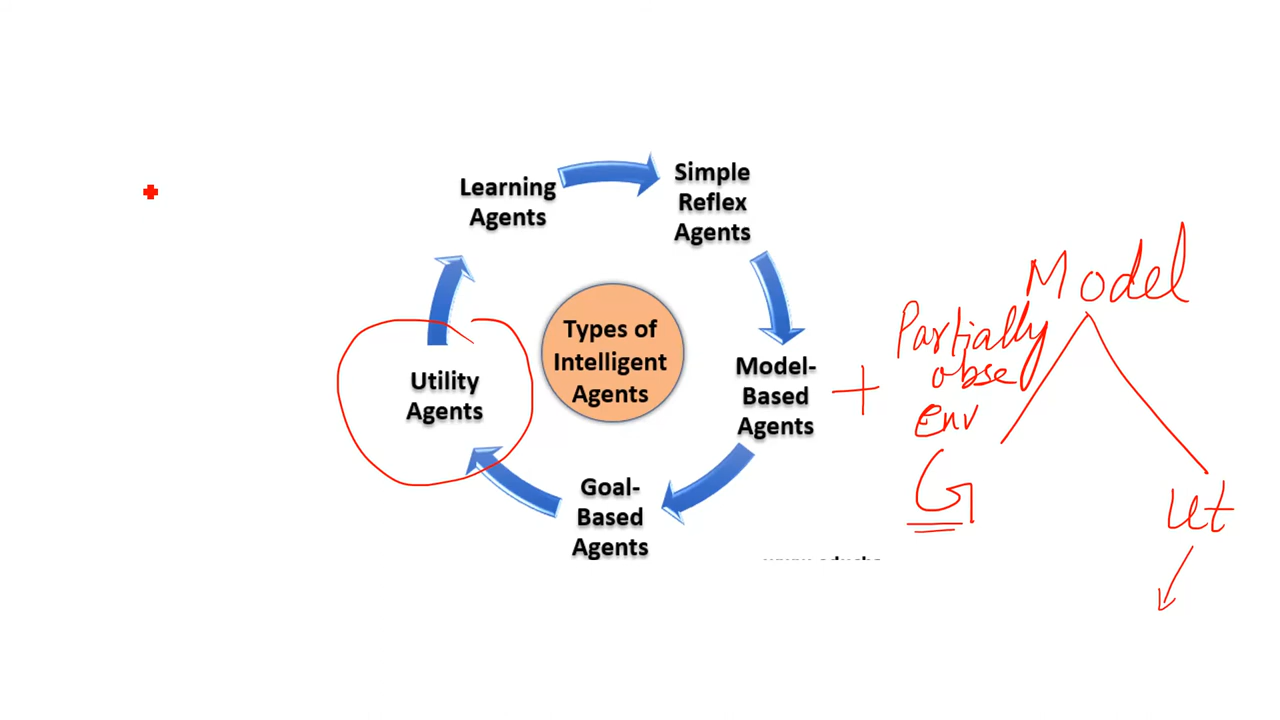 Learning
Agents
Simple
Reflex
Agents
Types of
Intelligent
Agents
Utility
Agents
Model-
Based
Agents
Goal-
Based
Agents
+
Model
Partially
obse
env
G
Ut